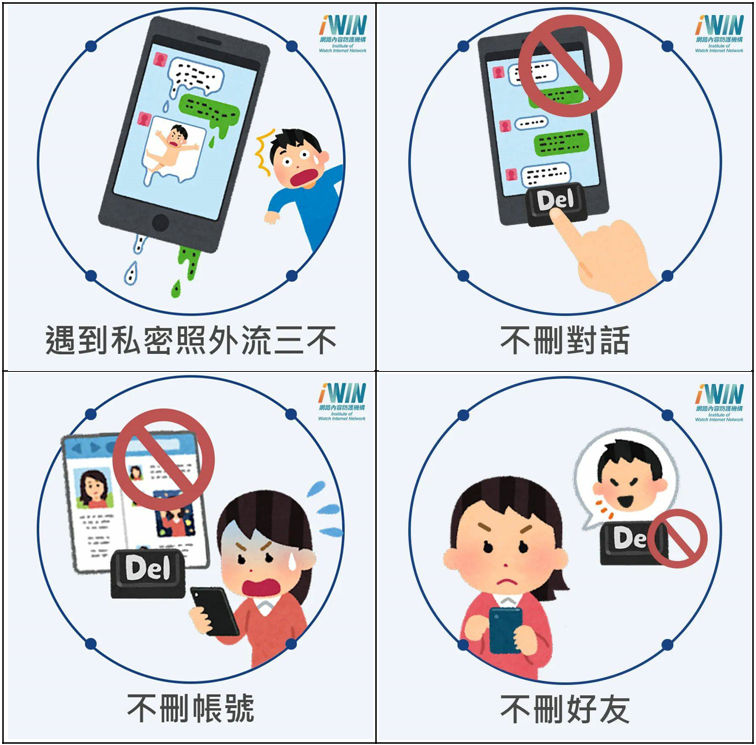 iWIN
網路內容防護機構
Institute of
Watch Internet Network
遇到私密照外流三不
iWIN
網路內容防護機構
Institute of
Watch Internet Network
Del
不刪對話
iWIN
網路內容防護機構
Institute of
Watch Internet Network
Del
不刪帳號
iWIN
網路內容防護機構
Institute of
Watch Internet Network
De
不刪好友